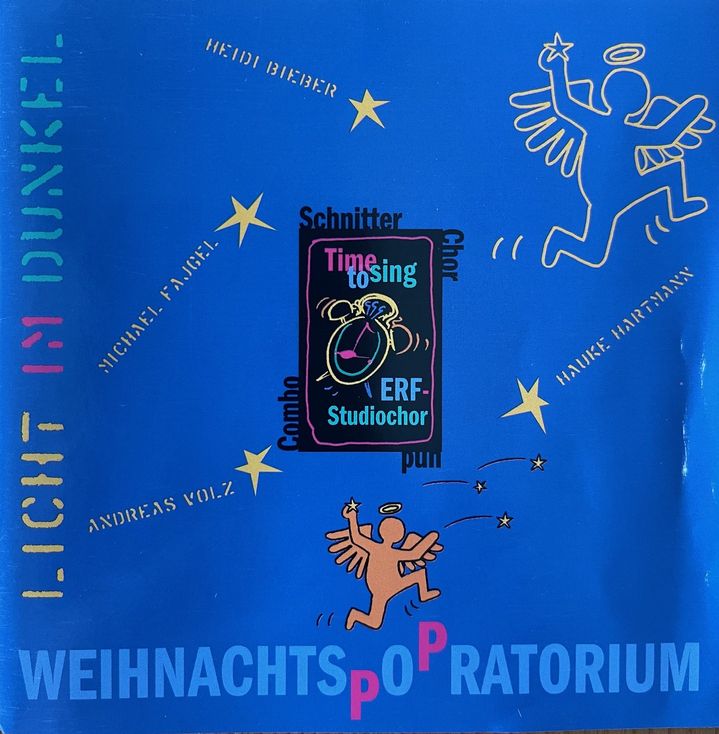 LICHT IM DUNKEL
HEIDI BIEBER
MICHAEL FAJGEL
HAUKE HARTMANN
ANDREAS VOLZ
Schnitter
Chor
und
Combo
Time
to sing
ERF-
Studiochor
WEIHNACHTSPOPRATORIUM